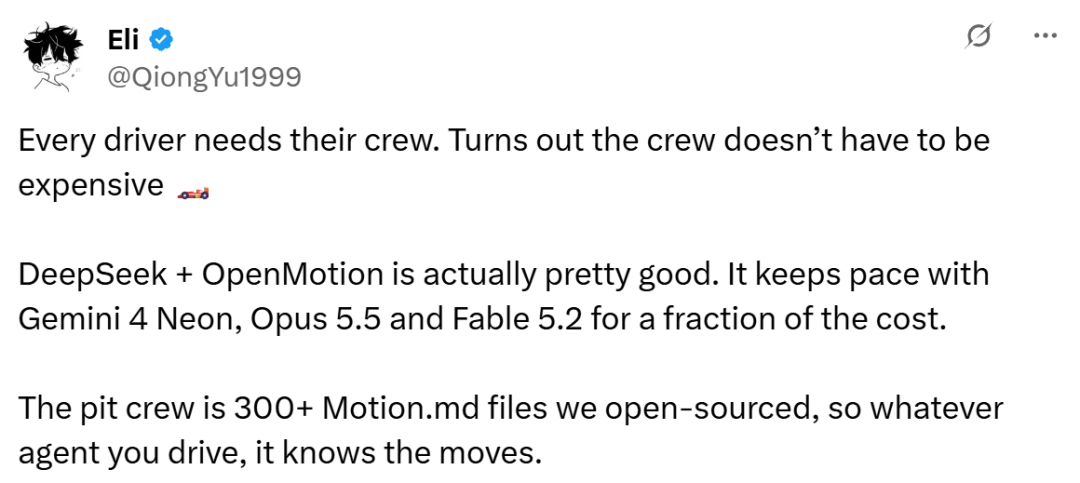 Eli
@QiongYu1999
Every driver needs their crew. Turns out the crew doesn’t have to be
expensive 🏎️
DeepSeek + OpenMotion is actually pretty good. It keeps pace with
Gemini 4 Neon, Opus 5.5 and Fable 5.2 for a fraction of the cost.
The pit crew is 300+ Motion.md files we open-sourced, so whatever
agent you drive, it knows the moves.